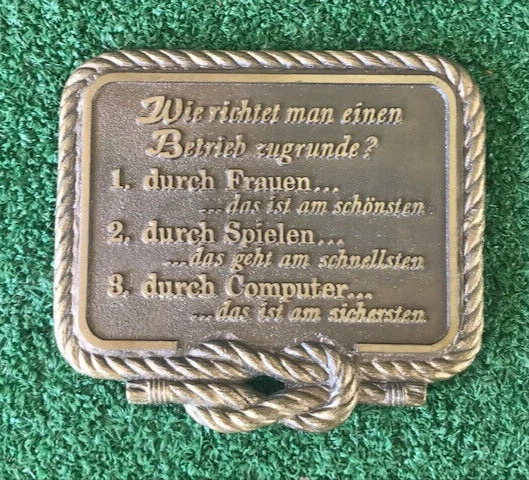 Wie richtet man einen
Betrieb zugrunde?
1. durch Frauen...
...das ist am schönsten
2. durch Spielen...
...das geht am schnellsten
3. durch Computer...
...das ist am sichersten